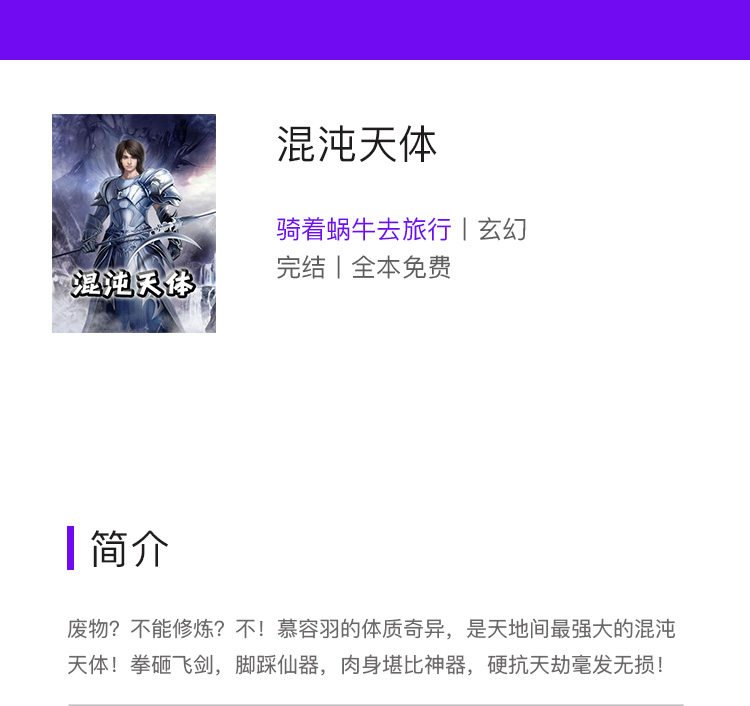 混沌天体
骑着蜗牛去旅行丨玄幻
完结丨全本免费
混沌天体
简介
废物？不能修炼？不！慕容羽的体质奇异，是天地间最强大的混沌
天体！拳砸飞剑，脚踩仙器，肉身堪比神器，硬抗天劫毫发无损！